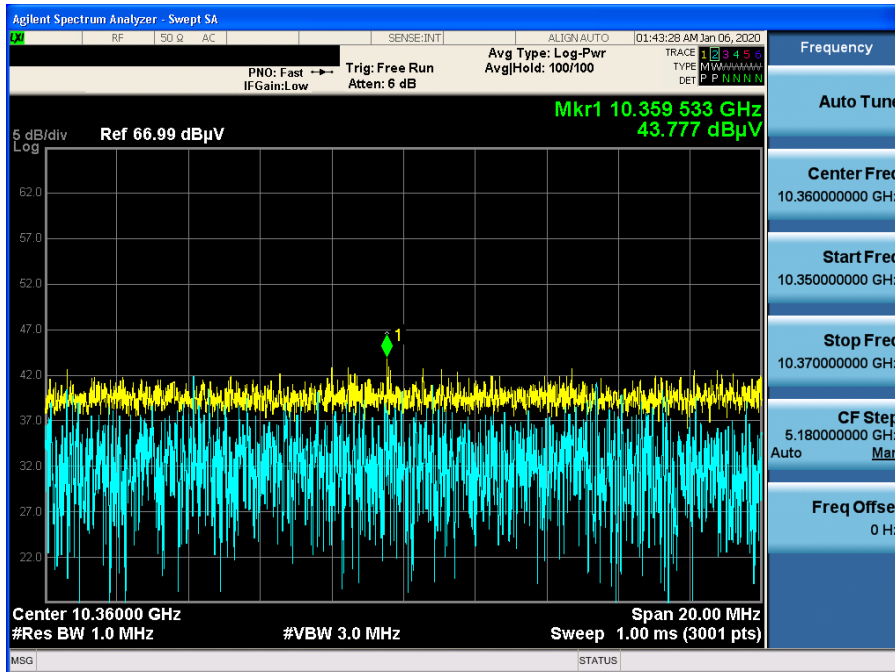 Agilent Spectrum Analyzer - Swept SA
LXI RF 50 Ω AC SENSE:INT ALIGN AUTO 01:43:28 AM Jan 06, 2020
Frequency
Avg Type: Log-Pwr
TRACE 1 2 3 4 5 6
PNO: Fast Trig: Free Run Avg|Hold: 100/100
TYPE M WWWWW
IFGain:Low Atten: 6 dB
DET P P N N N N
Auto Tune
Mkr1 10.359 533 GHz
43.777 dBµV
5 dB/div Ref 66.99 dBµV
Log
62.0
57.0
52.0
47.0
42.0
37.0
32.0
27.0
22.0
1
Center Freq
10.360000000 GHz
Start Freq
10.350000000 GHz
Stop Freq
10.370000000 GHz
CF Step
5.180000000 GHz
Auto Man
Freq Offset
0 Hz
Center 10.36000 GHz Span 20.00 MHz
#Res BW 1.0 MHz #VBW 3.0 MHz Sweep 1.00 ms (3001 pts)
MSG STATUS